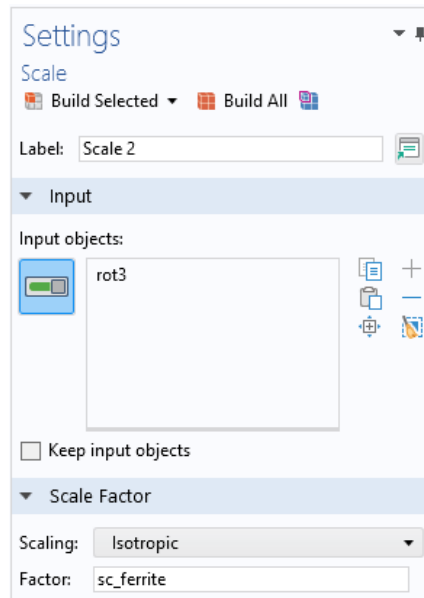 Settings
Scale
Build Selected Build All
Label: Scale 2
Input
Input objects:
rot3
Keep input objects
Scale Factor
Scaling: Isotropic
Factor: sc_ferrite